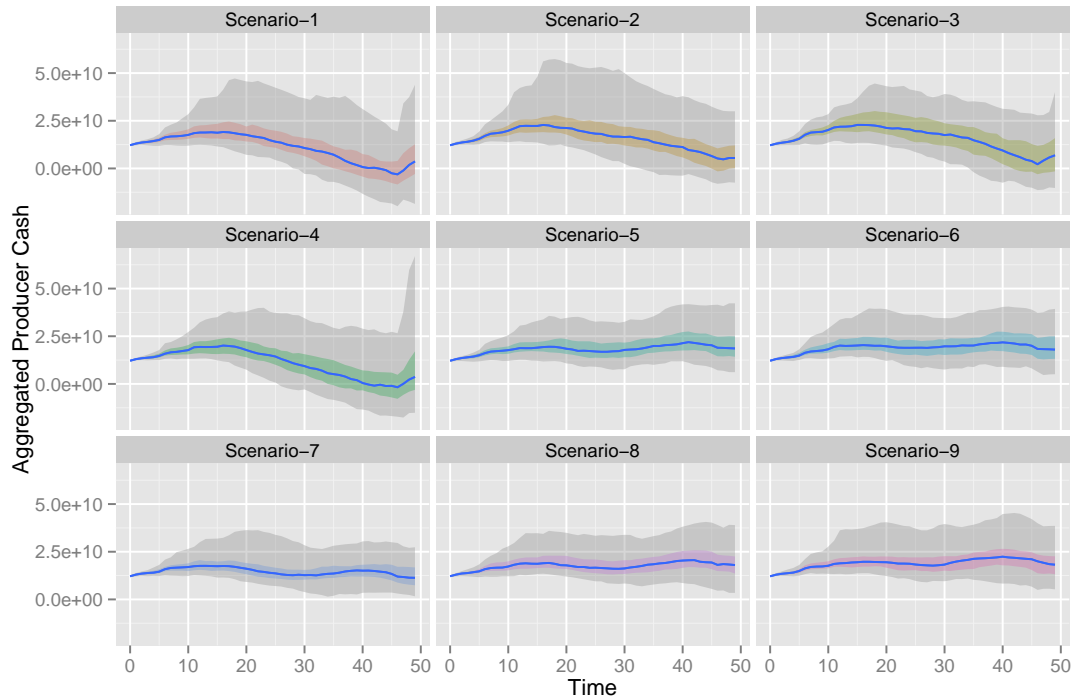 Scenario−1 Scenario−2 Scenario−3
5.0e+10
2.5e+10
0.0e+00
Scenario−4 Scenario−5 Scenario−6
5.0e+10
2.5e+10
0.0e+00
Scenario−7 Scenario−8 Scenario−9
5.0e+10
2.5e+10
0.0e+00
0 10 20 30 40 50 0 10 20 30 40 50 0 10 20 30 40 50
Time
Aggregated Producer Cash